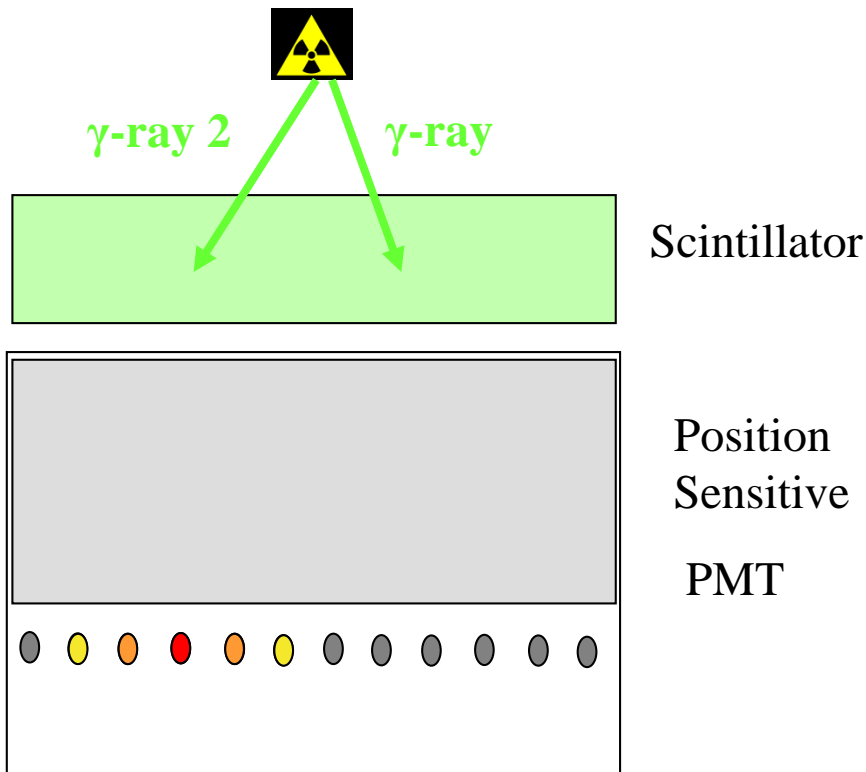 γ-ray 2
γ-ray
Scintillator
Position
Sensitive
PMT